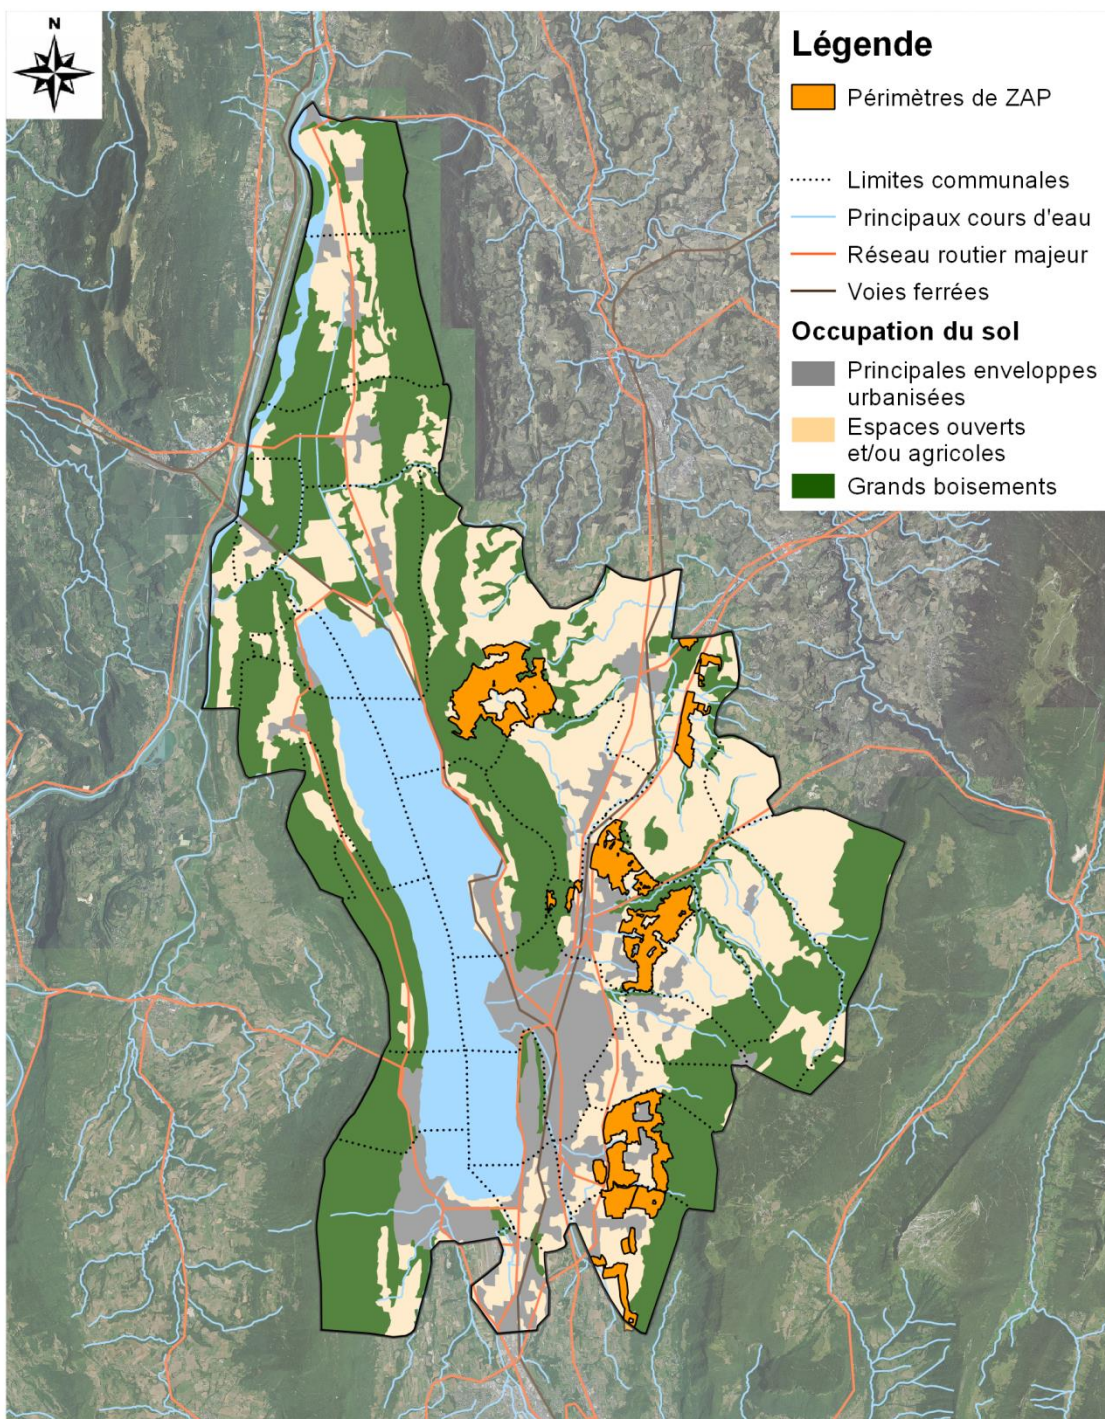 N
Légende
Périmètres de ZAP
Limites communales
Principaux cours d'eau
Réseau routier majeur
Voies ferrées
Occupation du sol
Principales enveloppes
urbanisées
Espaces ouverts
et/ou agricoles
Grands boisements